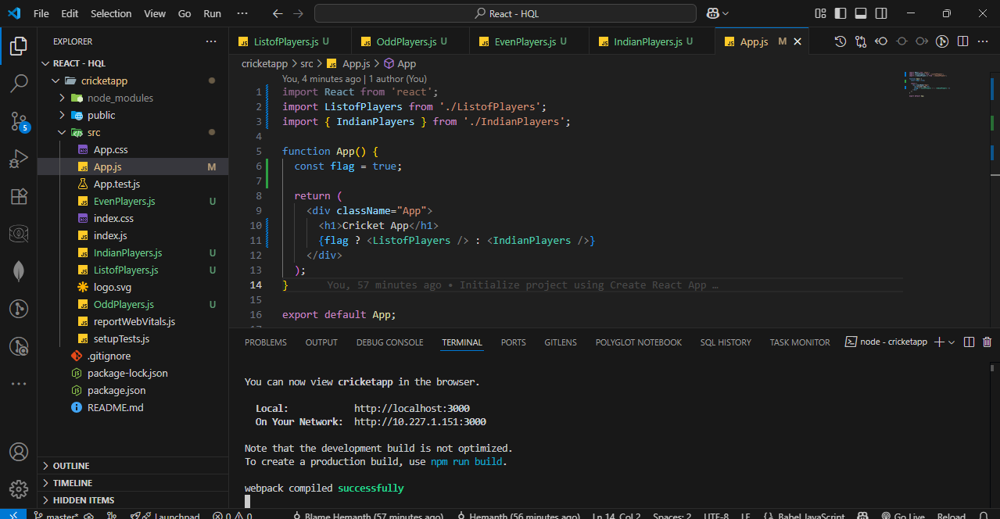 File Edit Selection View Go Run ··· React - HQL
EXPLORER ···
REACT - HQL
cricketapp
node_modules
public
src
App.css
App.js M
App.test.js
EvenPlayers.js U
index.css
index.js
IndianPlayers.js U
ListofPlayers.js U
logo.svg
OddPlayers.js U
reportWebVitals.js
setupTests.js
.gitignore
package-lock.json
package.json
README.md
OUTLINE
TIMELINE
HIDDEN ITEMS
5
ListofPlayers.js U OddPlayers.js U EvenPlayers.js U IndianPlayers.js U App.js M
cricketapp > src > App.js > App
You, 4 minutes ago | 1 author (You)
1 import React from 'react';
2 import ListofPlayers from './ListofPlayers';
3 import { IndianPlayers } from './IndianPlayers';
4
5 function App() {
6 const flag = true;
7
8 return (
9 <div className="App">
10 <h1>Cricket App</h1>
11 {flag ? <ListofPlayers /> : <IndianPlayers />}
12 </div>
13 );
14 } You, 57 minutes ago • Initialize project using Create React App …
15
16 export default App;
PROBLEMS OUTPUT DEBUG CONSOLE TERMINAL PORTS GITLENS POLYGLOT NOTEBOOK SQL HISTORY TASK MONITOR node - cricketapp
You can now view cricketapp in the browser.
Local: http://localhost:3000
On Your Network: http://10.227.1.151:3000
Note that the development build is not optimized.
To create a production build, use npm run build.
webpack compiled successfully
master* Launchpad 0 0 Blame Hemanth (57 minutes ago) Hemanth (56 minutes ago) Ln 14, Col 2 Spaces: 2 UTF-8 LF {} Babel JavaScript Go Live Reload